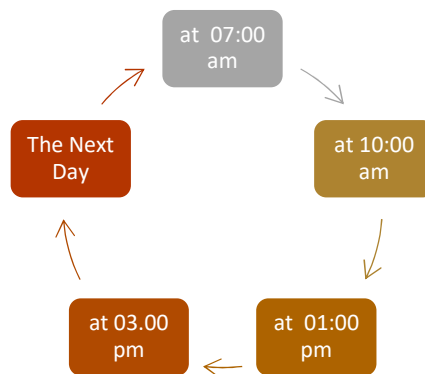 at  07:00
am
at 10:00
am
at  01:00
pm
at 03.00
pm
The Next
Day